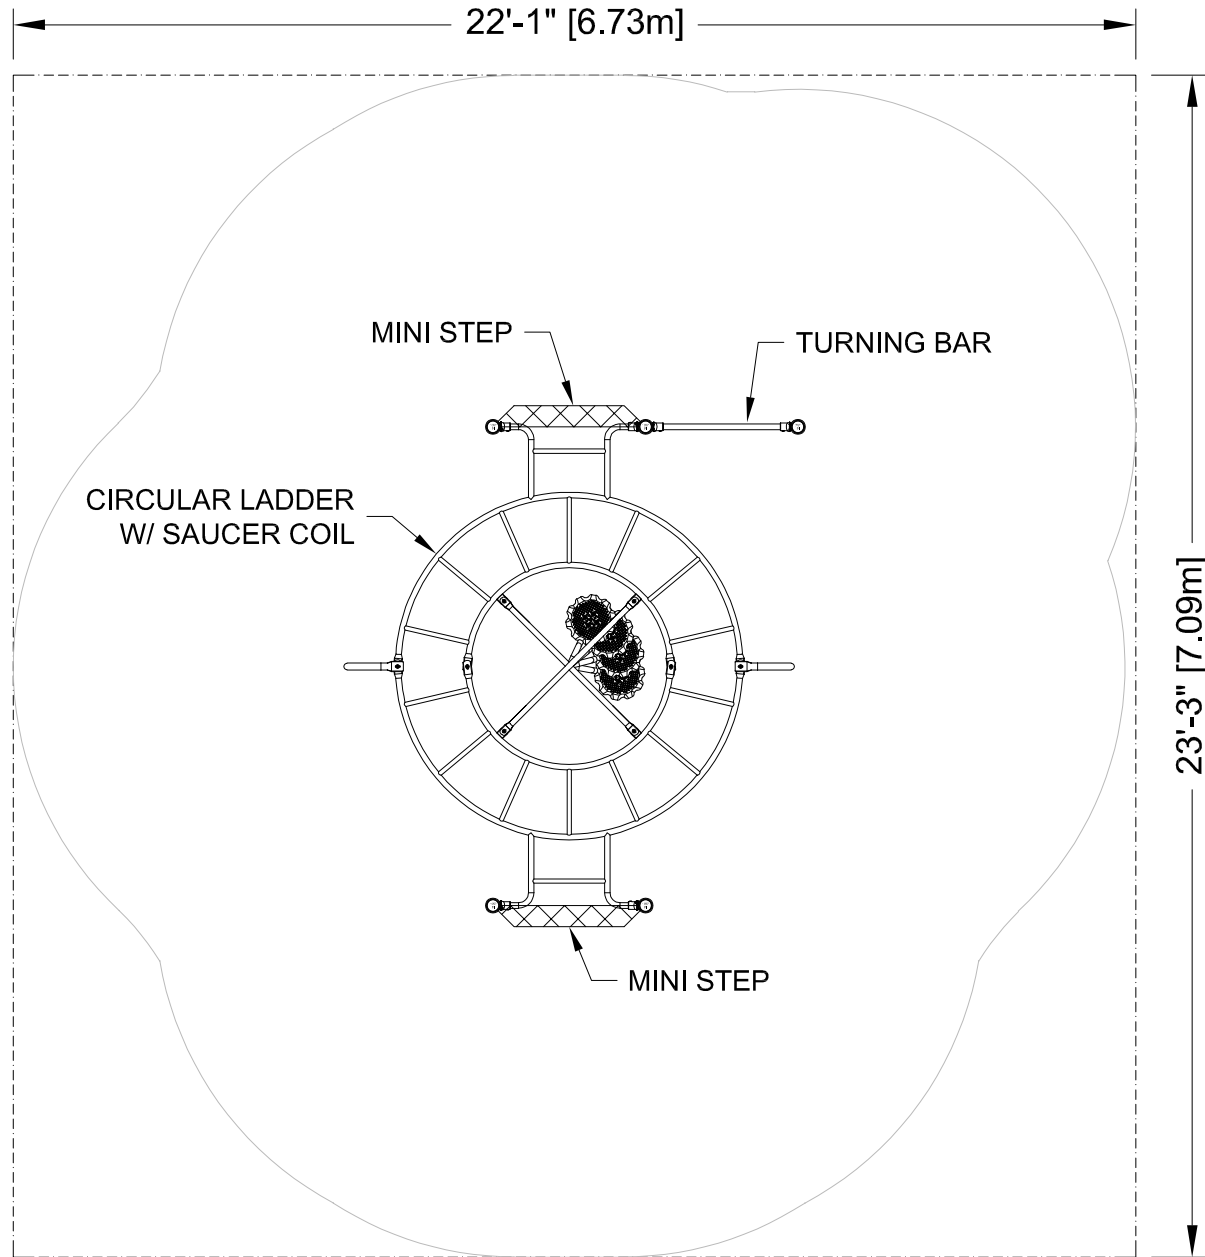 22'-1" [6.73m]
MINI STEP
TURNING BAR
CIRCULAR LADDER
W/ SAUCER COIL
23'-3" [7.09m]
MINI STEP